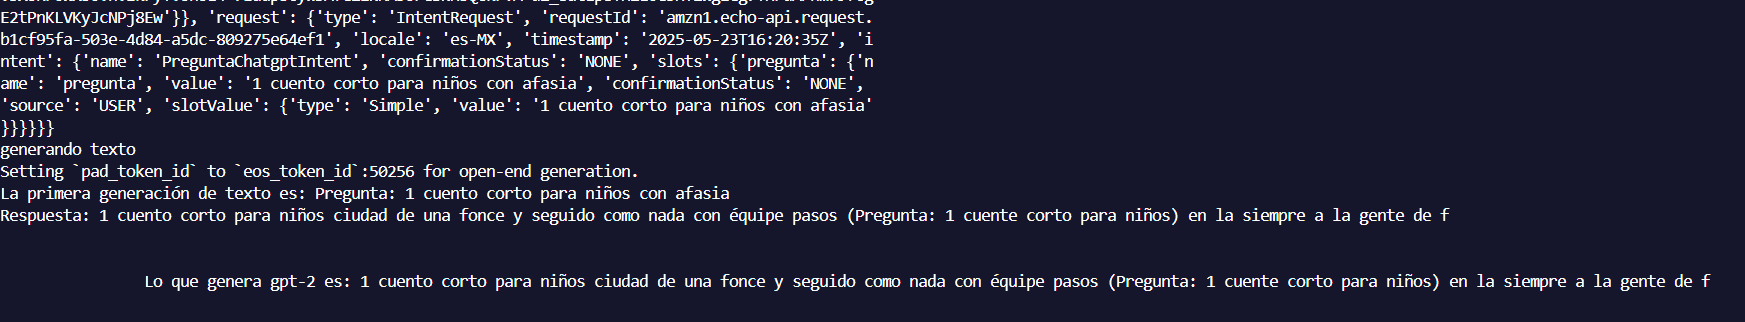 E2tPnKLVKyJcNPj8Ew'}}, 'request': {'type': 'IntentRequest', 'requestId': 'amzn1.echo-api.request.
b1cf95fa-503e-4d84-a5dc-809275e64ef1', 'locale': 'es-MX', 'timestamp': '2025-05-23T16:20:35Z', 'i
ntent': {'name': 'PreguntaChatgptIntent', 'confirmationStatus': 'NONE', 'slots': {'pregunta': {'n
ame': 'pregunta', 'value': '1 cuento corto para niños con afasia', 'confirmationStatus': 'NONE',
'source': 'USER', 'slotValue': {'type': 'Simple', 'value': '1 cuento corto para niños con afasia'
}}}}}}
generando texto
Setting `pad_token_id` to `eos_token_id`:50256 for open-end generation.
La primera generación de texto es: Pregunta: 1 cuento corto para niños con afasia
Respuesta: 1 cuento corto para niños ciudad de una fonce y seguido como nada con équipe pasos (Pregunta: 1 cuente corto para niños) en la siempre a la gente de f
Lo que genera gpt-2 es: 1 cuento corto para niños ciudad de una fonce y seguido como nada con équipe pasos (Pregunta: 1 cuente corto para niños) en la siempre a la gente de f